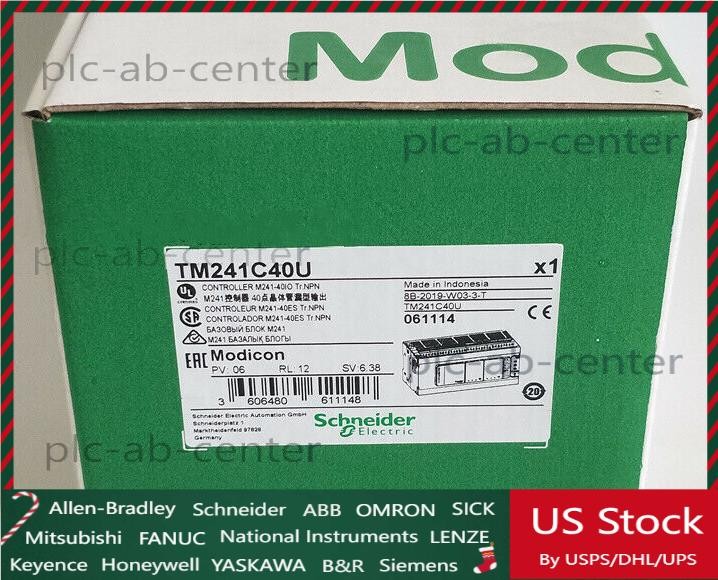 Mod
plc-ab-center
plc-ab-center
plc-ab-center
TM241C40U x1
CONTROLLER M241-40IO Tr.NPN
M241控制器 40点晶体管漏型输出
CONTROLEUR M241-40ES Tr.NPN
CONTROLADOR M241-40ES Tr.NPN
БАЗОВЫЙ БЛОК M241
M241 БАЗАЛЫҚ БЛОГЫ
Made in Indonesia
8B-2019-W03-3-T
TM241C40U
061114
UL
LISTED
SA
CE
EAC Modicon
PV: 06 RL: 12 SV:6.38
3 606480 611148
20
plc-ab-center
Schneider Electric Automation GmbH
Schneiderplatz 1
Marktheidenfeld 97828
Germany
Schneider
Electric
plc-ab-center
Allen-Bradley Schneider ABB OMRON SICK
Mitsubishi FANUC National Instruments LENZE
Keyence Honeywell YASKAWA B&R Siemens
US Stock
By USPS/DHL/UPS